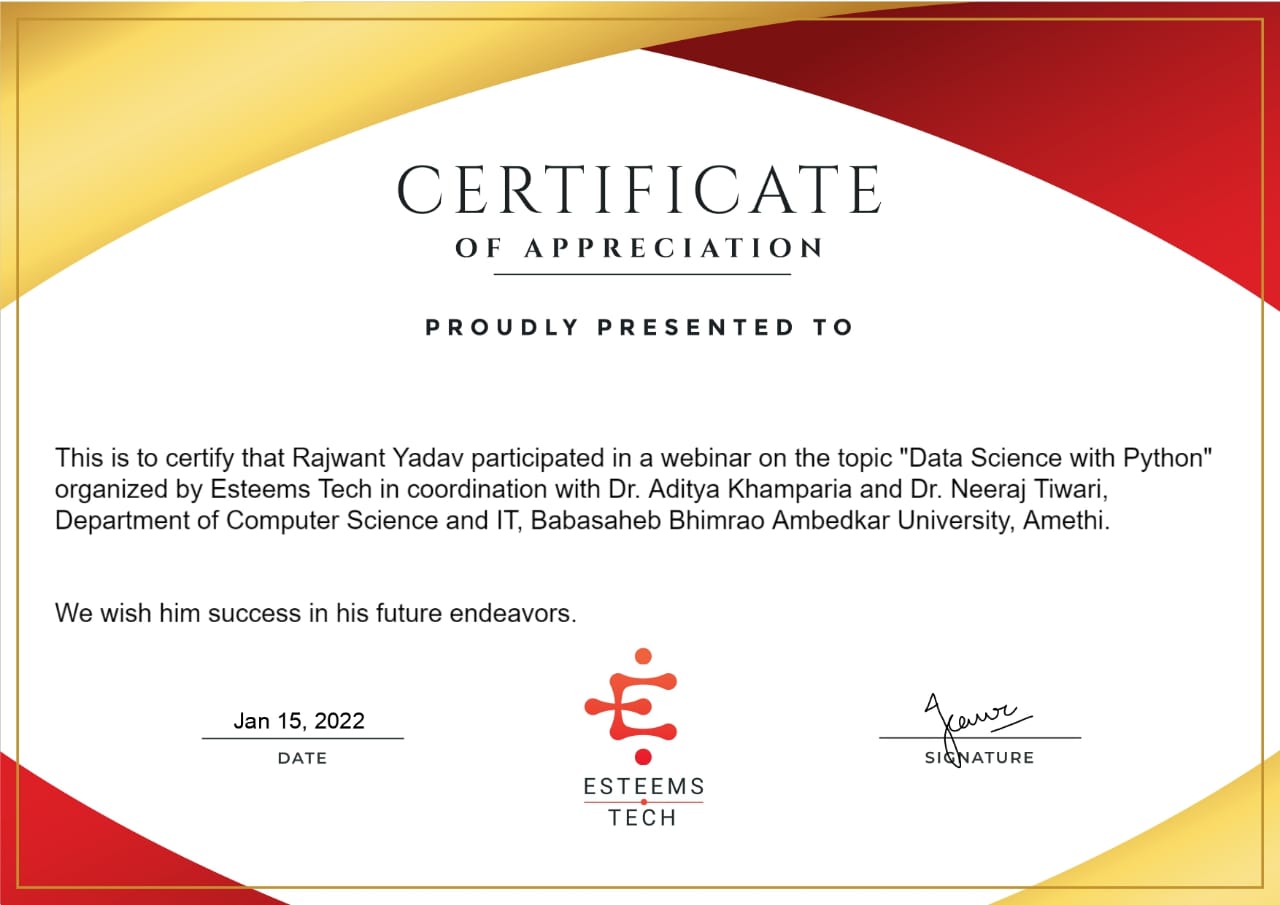 CERTIFICATE
OF APPRECIATION
PROUDLY PRESENTED TO
This is to certify that Rajwant Yadav participated in a webinar on the topic "Data Science with Python"
organized by Esteems Tech in coordination with Dr. Aditya Khamparia and Dr. Neeraj Tiwari,
Department of Computer Science and IT, Babasaheb Bhimrao Ambedkar University, Amethi.
We wish him success in his future endeavors.
Jan 15, 2022
DATE
ESTEEMS
TECH
SIGNATURE